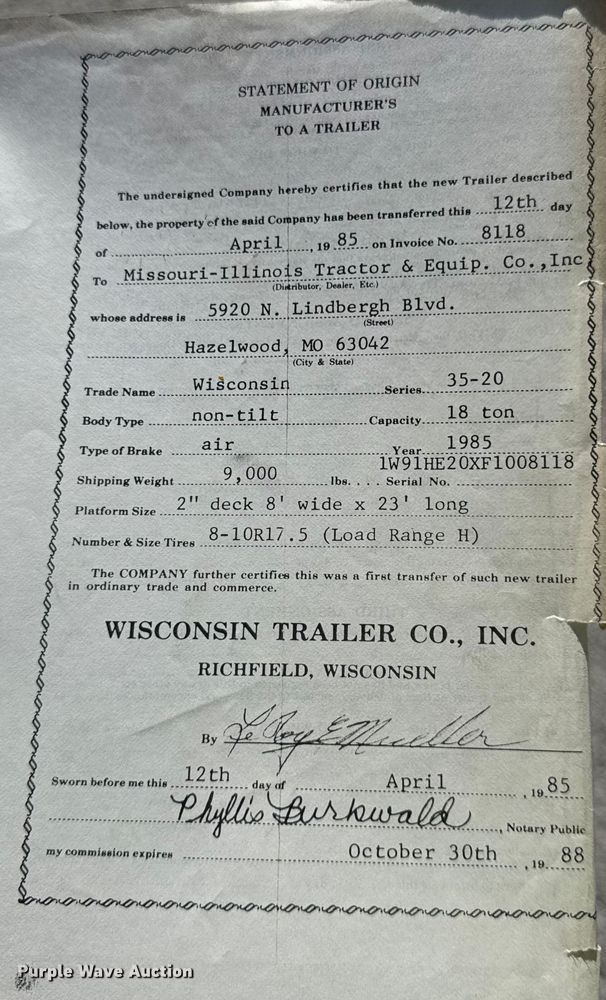 STATEMENT OF ORIGIN
MANUFACTURER'S
TO A TRAILER
The undersigned Company hereby certifies that the new Trailer described
below, the property of the said Company has been transferred this 12th day
of April, 1985 on Invoice No. 8118
To Missouri-Illinois Tractor & Equip. Co., Inc
(Distributor, Dealer, Etc.)
whose address is 5920 N. Lindbergh Blvd.
(Street)
Hazelwood, MO 63042
(City & State)
Trade Name Wisconsin Series 35-20
Body Type non-tilt Capacity 18 ton
Type of Brake air Year 1985
Shipping Weight 9,000 lbs. . . . Serial No. 1W91HE20XF1008118
Platform Size 2" deck 8' wide x 23' long
Number & Size Tires 8-10R17.5 (Load Range H)
The COMPANY further certifies this was a first transfer of such new trailer
in ordinary trade and commerce.
WISCONSIN TRAILER CO., INC.
RICHFIELD, WISCONSIN
By Le Roy E Mueller
Sworn before me this 12th day of April, 1985
Phyllis Burkwald, Notary Public
my commission expires October 30th, 19 88
Purple Wave Auction